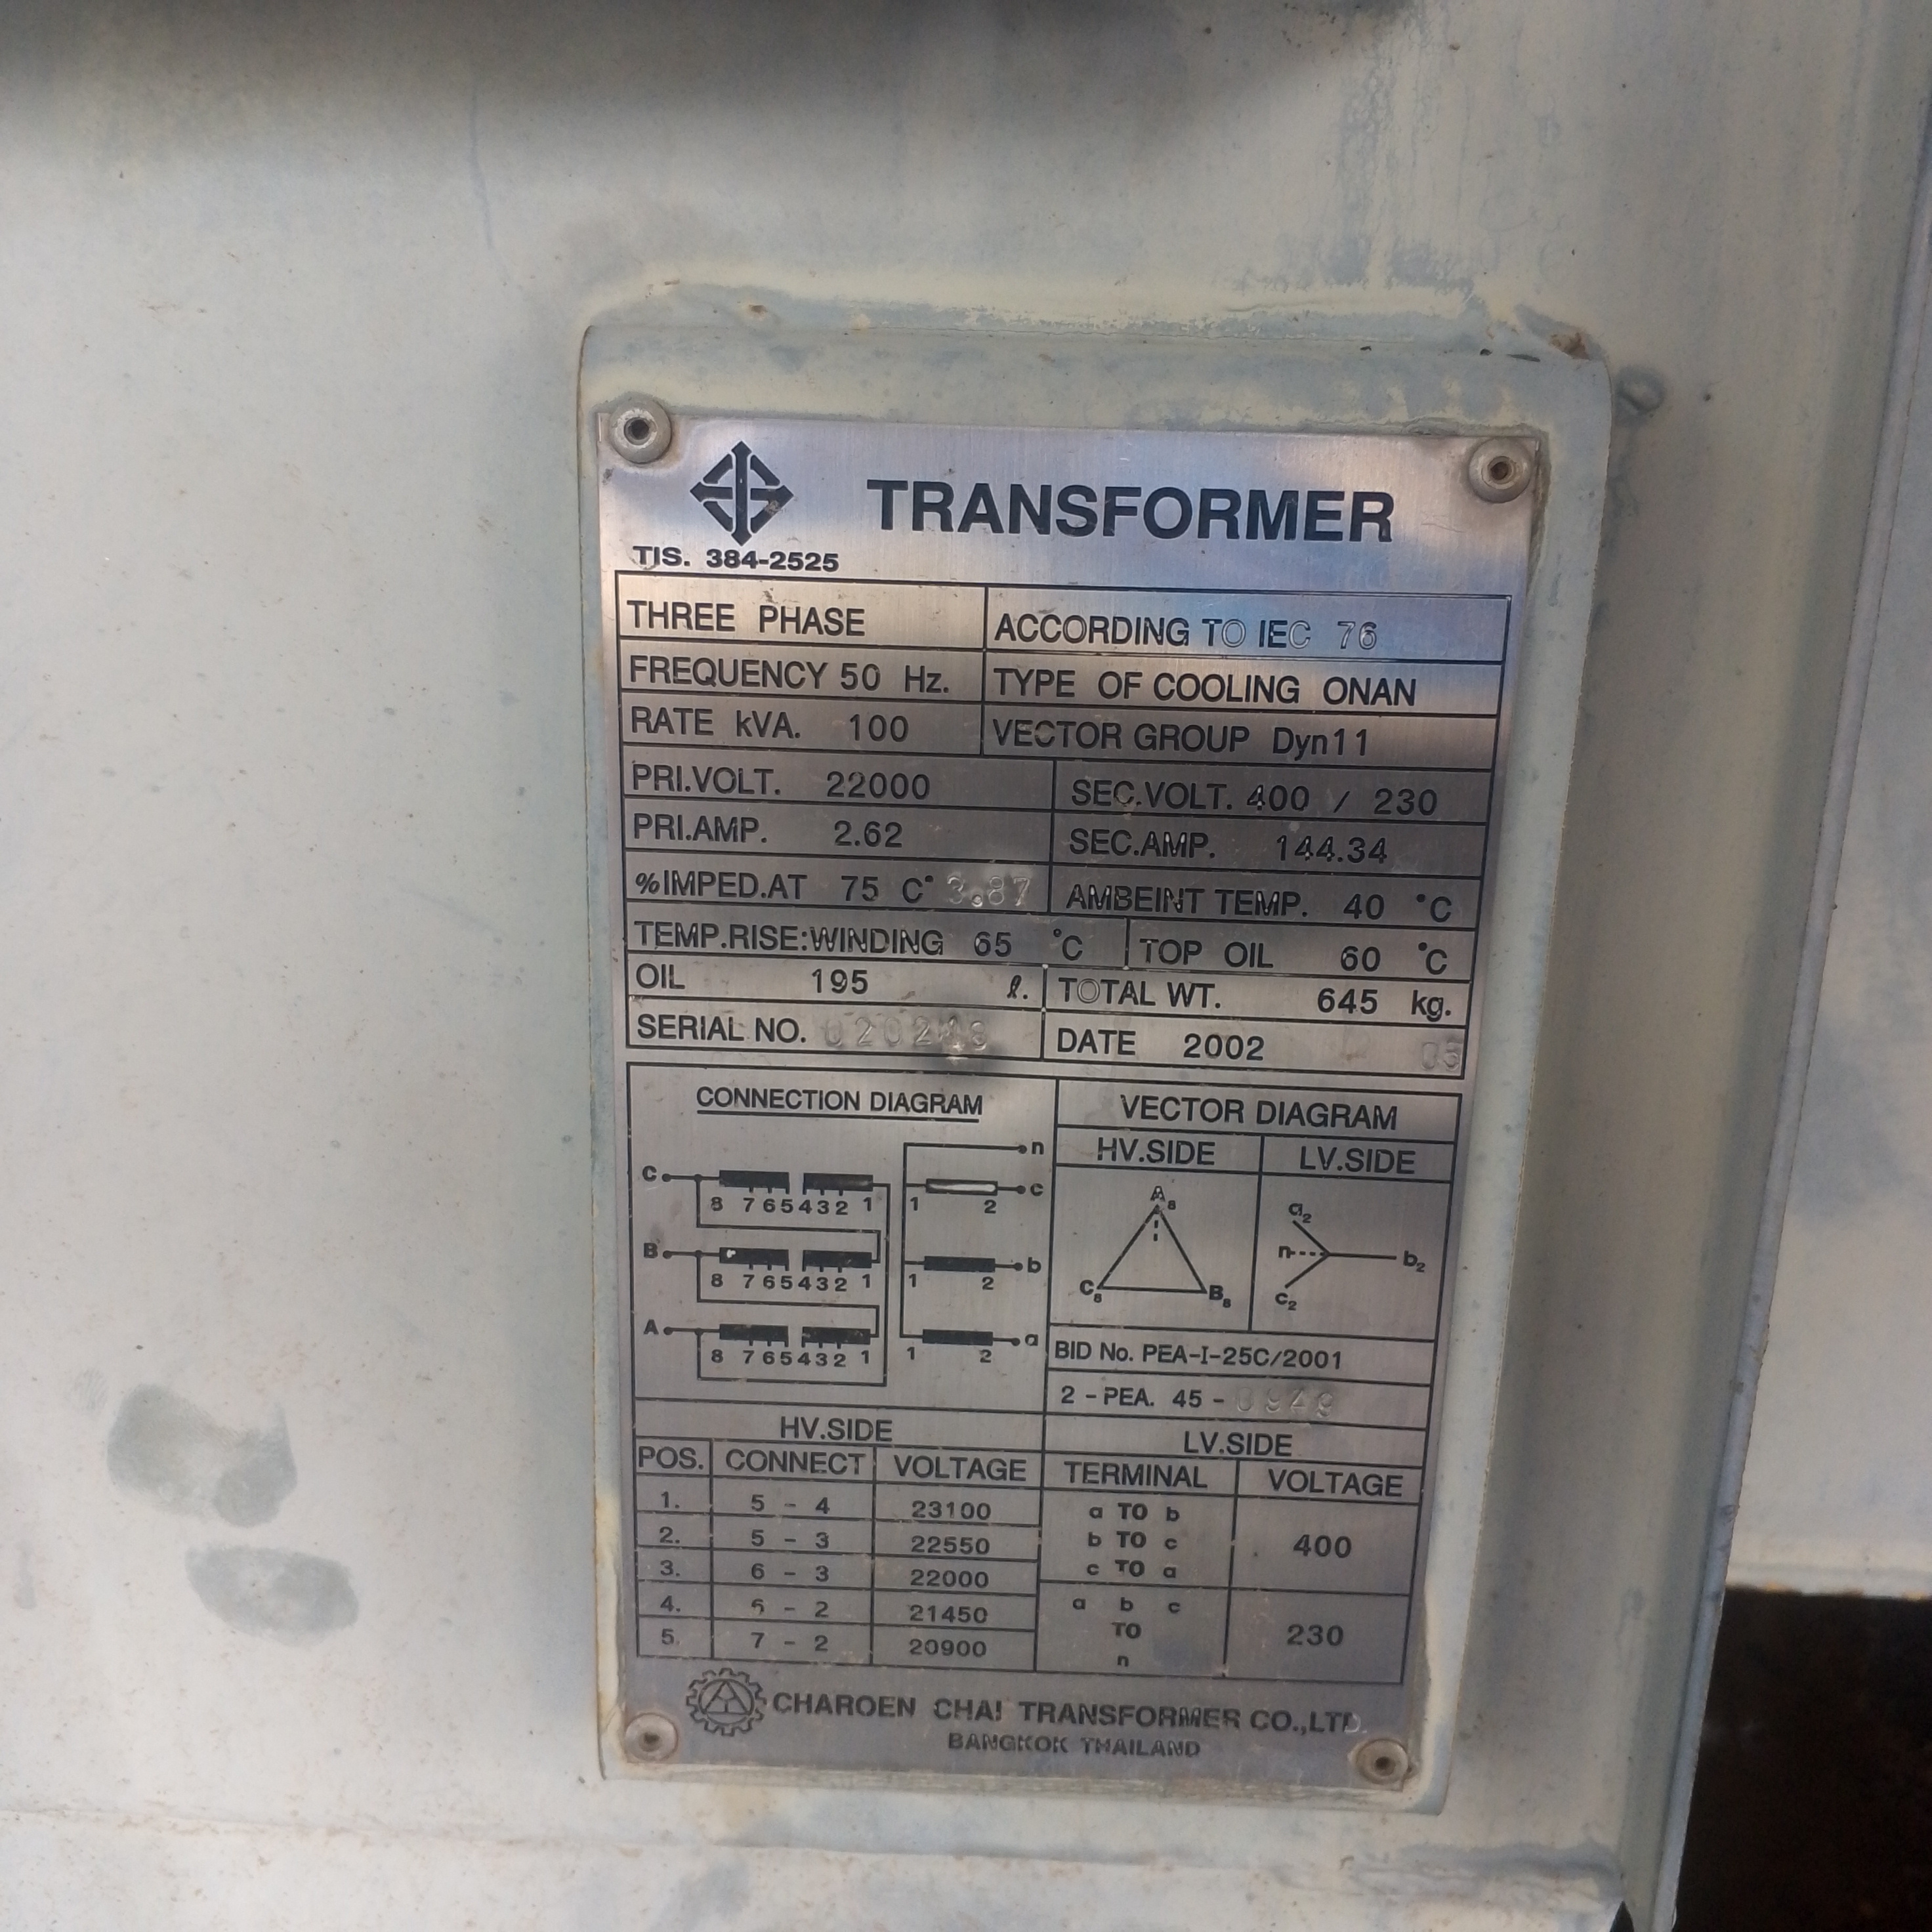 TRANSFORMER
TIS. 384-2525
THREE PHASE
ACCORDING TO IEC 76
FREQUENCY 50 Hz.
TYPE OF COOLING ONAN
RATE kVA. 100
VECTOR GROUP Dyn11
PRI.VOLT. 22000
SEC.VOLT. 400 / 230
PRI.AMP. 2.62
SEC.AMP. 144.34
%IMPED.AT 75 C° 3.87
AMBEINT TEMP. 40 °C
TEMP.RISE:WINDING 65 °C
TOP OIL 60 °C
OIL 195 ℓ.
TOTAL WT. 645 kg.
SERIAL NO.
DATE 2002 05
CONNECTION DIAGRAM
n
C
8 7 6 5 4 3 2 1
1 2
c
B
8 7 6 5 4 3 2 1
1 2
b
A
8 7 6 5 4 3 2 1
1 2
a
VECTOR DIAGRAM
HV.SIDE
LV.SIDE
A8
C8
B8
a2
n
b2
c2
BID No. PEA-I-25C/2001
2 - PEA. 45 -
HV.SIDE
POS. CONNECT VOLTAGE
1. 5 - 4 23100
2. 5 - 3 22550
3. 6 - 3 22000
4. 6 - 2 21450
5. 7 - 2 20900
LV.SIDE
TERMINAL VOLTAGE
a TO b
b TO c
c TO a
400
a b c
TO
n
230
CHAROEN CHAI TRANSFORMER CO.,LTD.
BANGKOK THAILAND